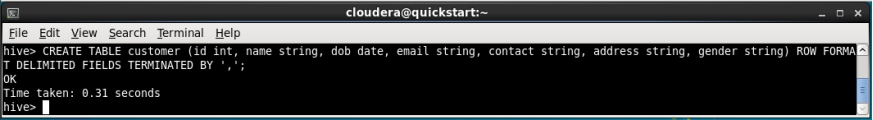 cloudera@quickstart:~
File Edit View Search Terminal Help
hive> CREATE TABLE customer (id int, name string, dob date, email string, contact string, address string, gender string) ROW FORMA
T DELIMITED FIELDS TERMINATED BY ',';
OK
Time taken: 0.31 seconds
hive>